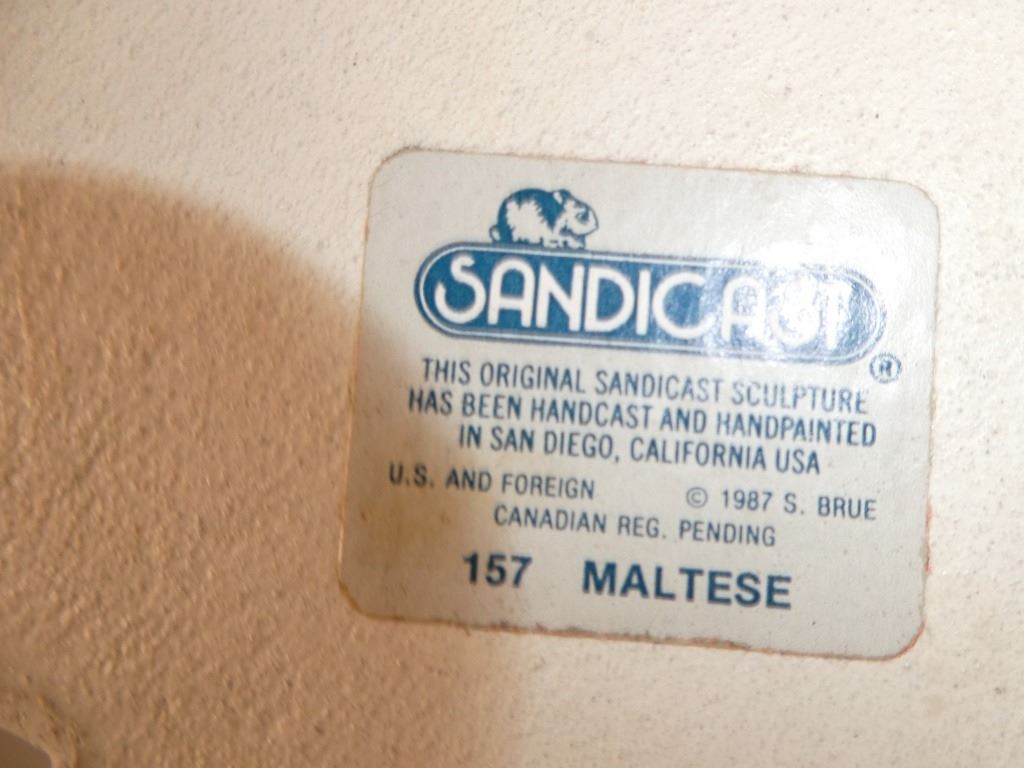 SANDICAST ®
THIS ORIGINAL SANDICAST SCULPTURE
HAS BEEN HANDCAST AND HANDPAINTED
IN SAN DIEGO, CALIFORNIA USA
U.S. AND FOREIGN © 1987 S. BRUE
CANADIAN REG. PENDING
157 MALTESE